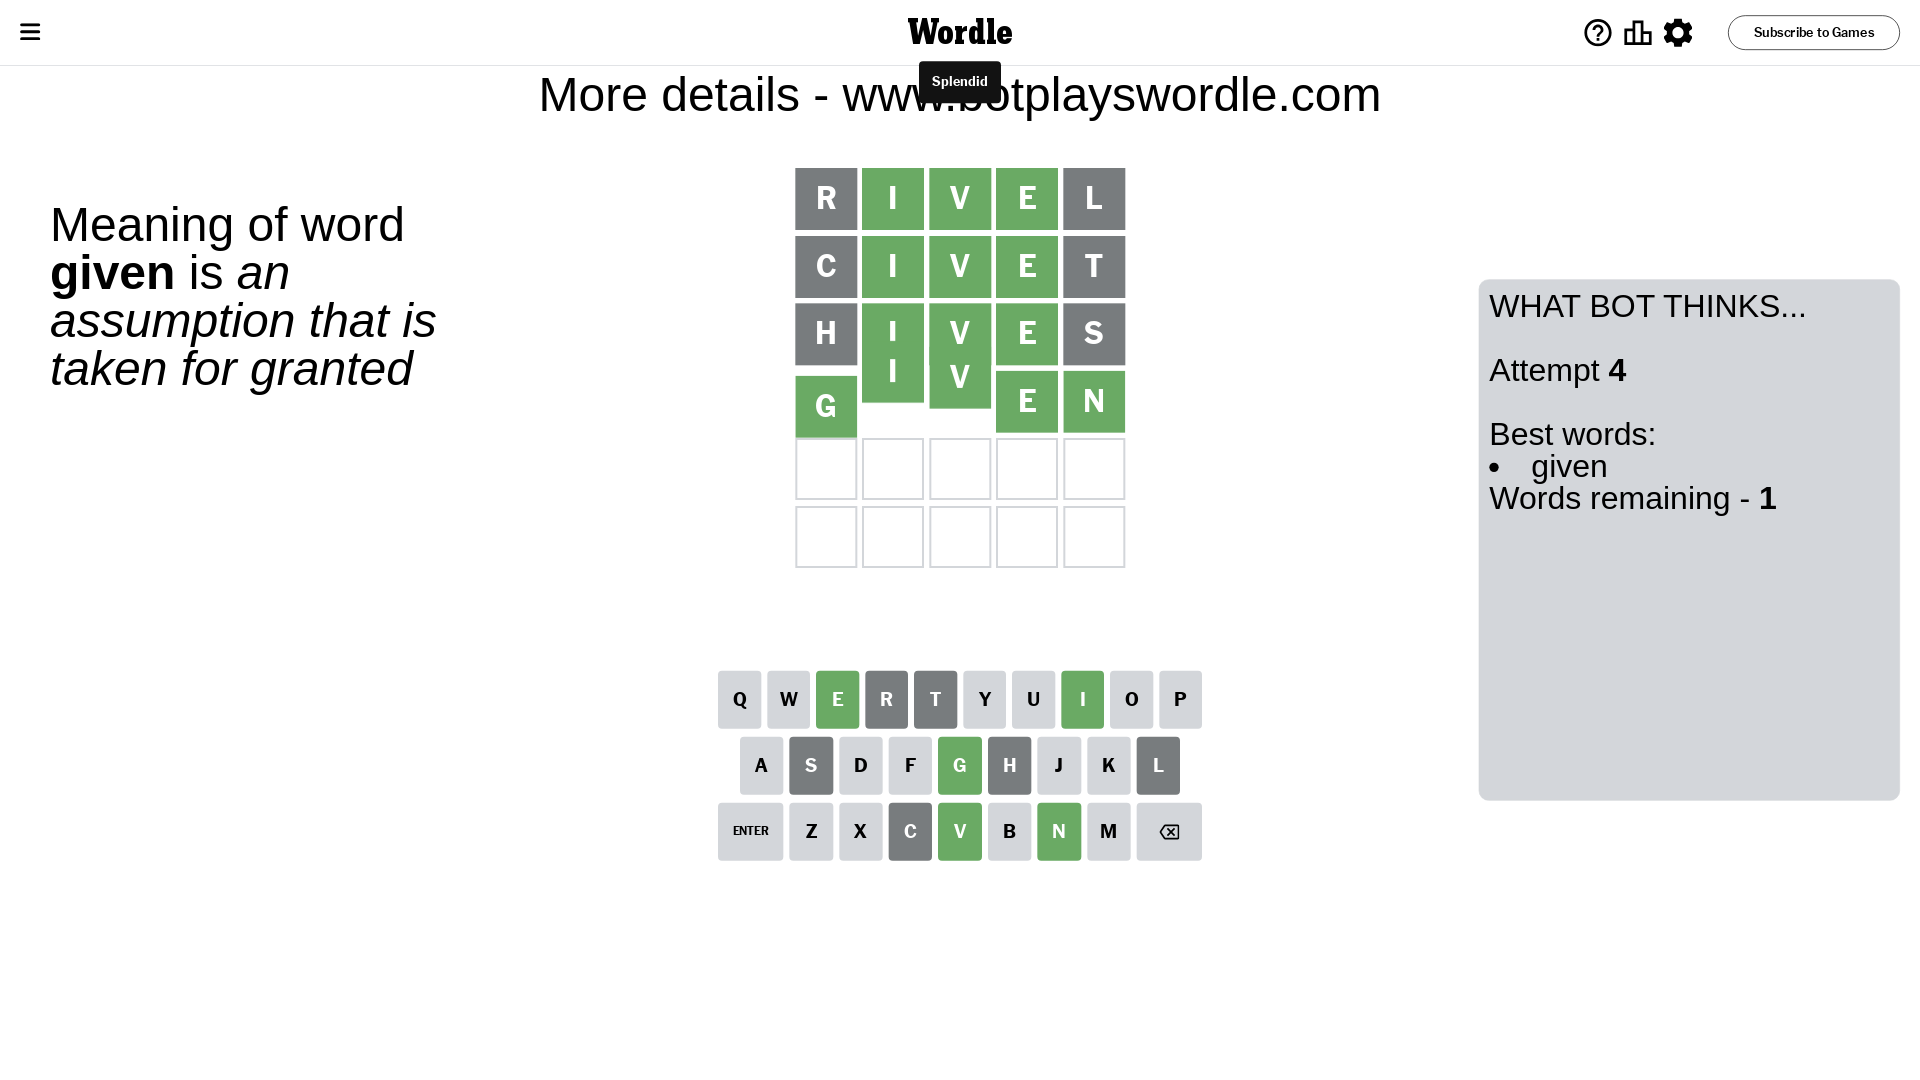 Wordle
Subscribe to Games
Splendid
More details - www.botplayswordle.com
Meaning of word
given is an
assumption that is
taken for granted
R I V E L
C I V E T
H I V E S
G I V E N
WHAT BOT THINKS...
Attempt 4
Best words:
• given
Words remaining - 1
Q W E R T Y U I O P
A S D F G H J K L
ENTER Z X C V B N M